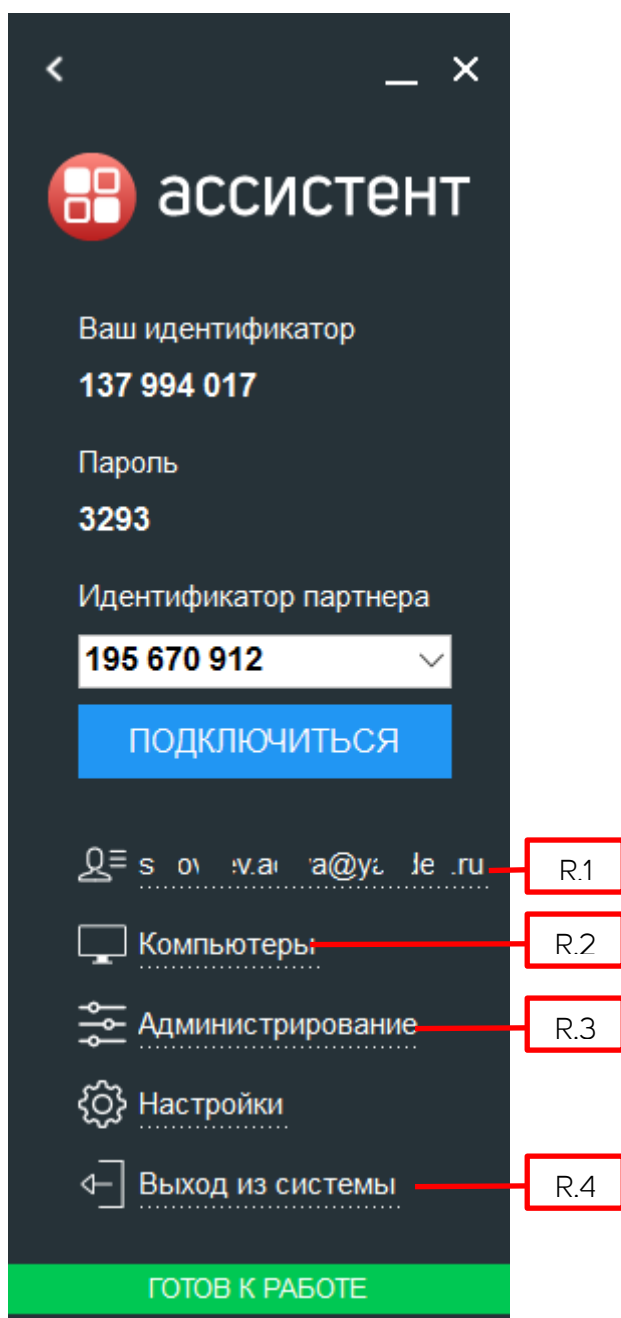 ассистент
Ваш идентификатор
137 994 017
Пароль
3293
Идентификатор партнера
195 670 912
ПОДКЛЮЧИТЬСЯ
R.1
Компьютеры
R.2
Администрирование
R.3
Настройки
Выход из системы
R.4
ГОТОВ К РАБОТЕ